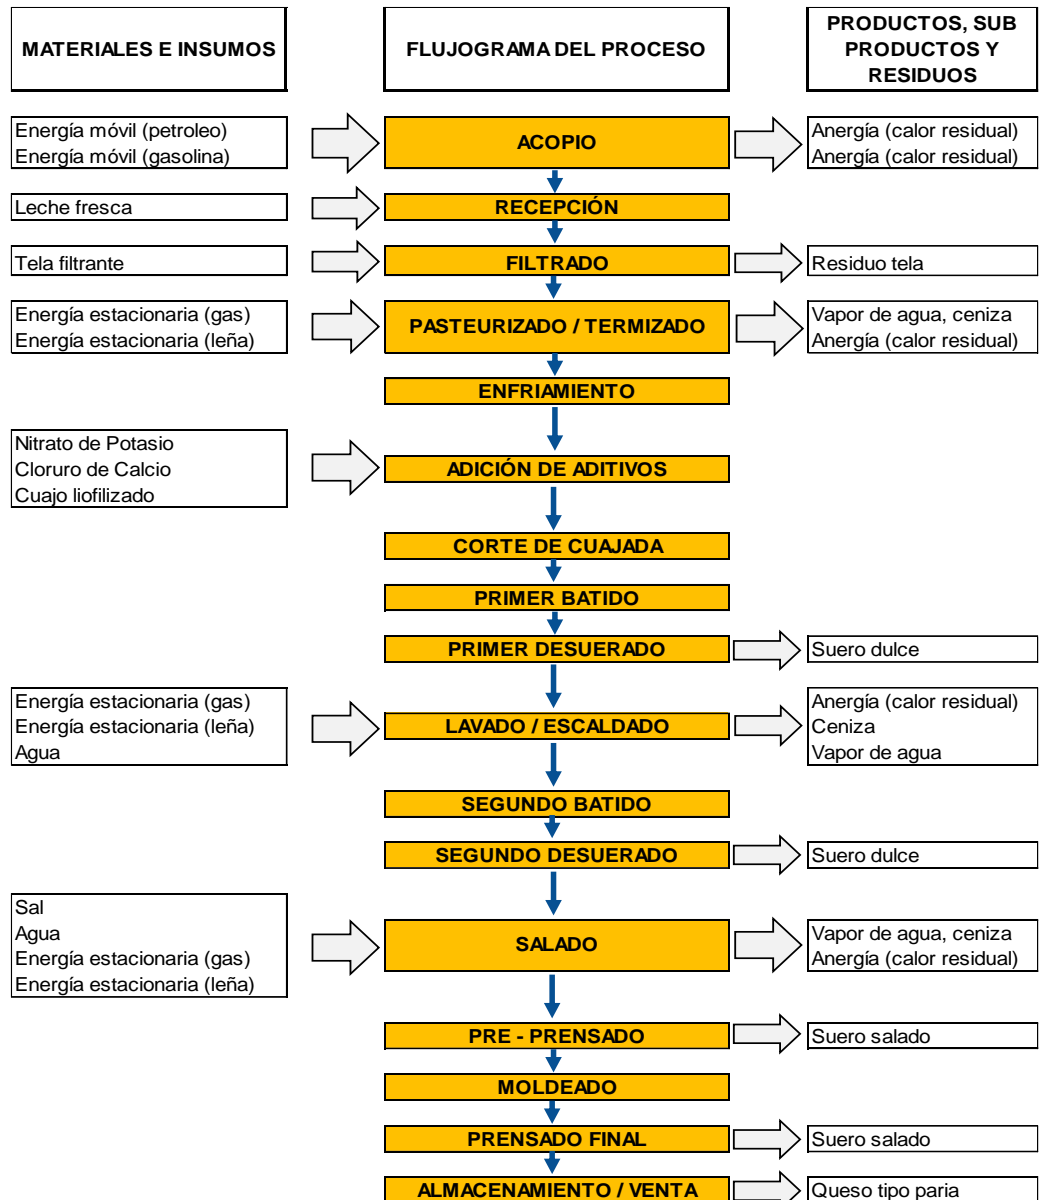 MATERIALES E INSUMOS
FLUJOGRAMA DEL PROCESO
PRODUCTOS, SUB
PRODUCTOS Y
RESIDUOS
Energía móvil (petroleo)
Energía móvil (gasolina)
ACOPIO
Anergía (calor residual)
Anergía (calor residual)
Leche fresca
RECEPCIÓN
Tela filtrante
FILTRADO
Residuo tela
Energía estacionaria (gas)
Energía estacionaria (leña)
PASTEURIZADO / TERMIZADO
Vapor de agua, ceniza
Anergía (calor residual)
ENFRIAMIENTO
Nitrato de Potasio
Cloruro de Calcio
Cuajo liofilizado
ADICIÓN DE ADITIVOS
CORTE DE CUAJADA
PRIMER BATIDO
PRIMER DESUERADO
Suero dulce
Energía estacionaria (gas)
Energía estacionaria (leña)
Agua
LAVADO / ESCALDADO
Anergía (calor residual)
Ceniza
Vapor de agua
SEGUNDO BATIDO
SEGUNDO DESUERADO
Suero dulce
Sal
Agua
Energía estacionaria (gas)
Energía estacionaria (leña)
SALADO
Vapor de agua, ceniza
Anergía (calor residual)
PRE - PRENSADO
Suero salado
MOLDEADO
PRENSADO FINAL
Suero salado
ALMACENAMIENTO / VENTA
Queso tipo paria